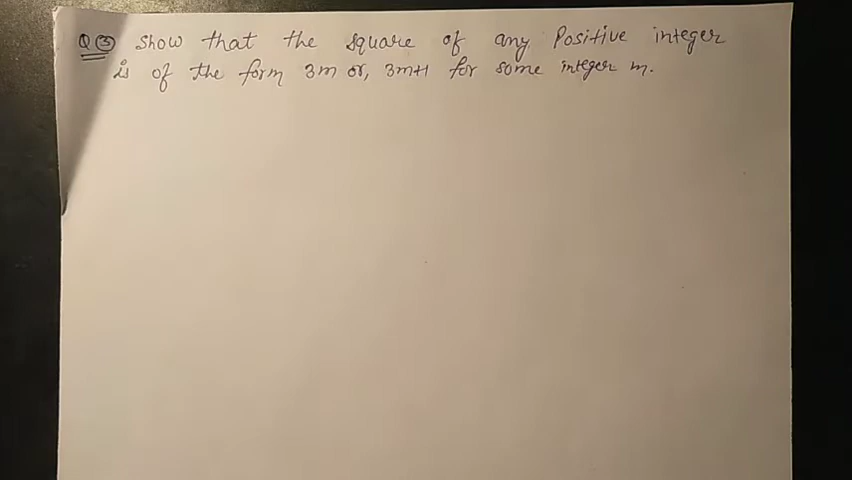 Q③ Show that the square of any Positive integer
is of the form 3m or, 3m+1 for some integer m.